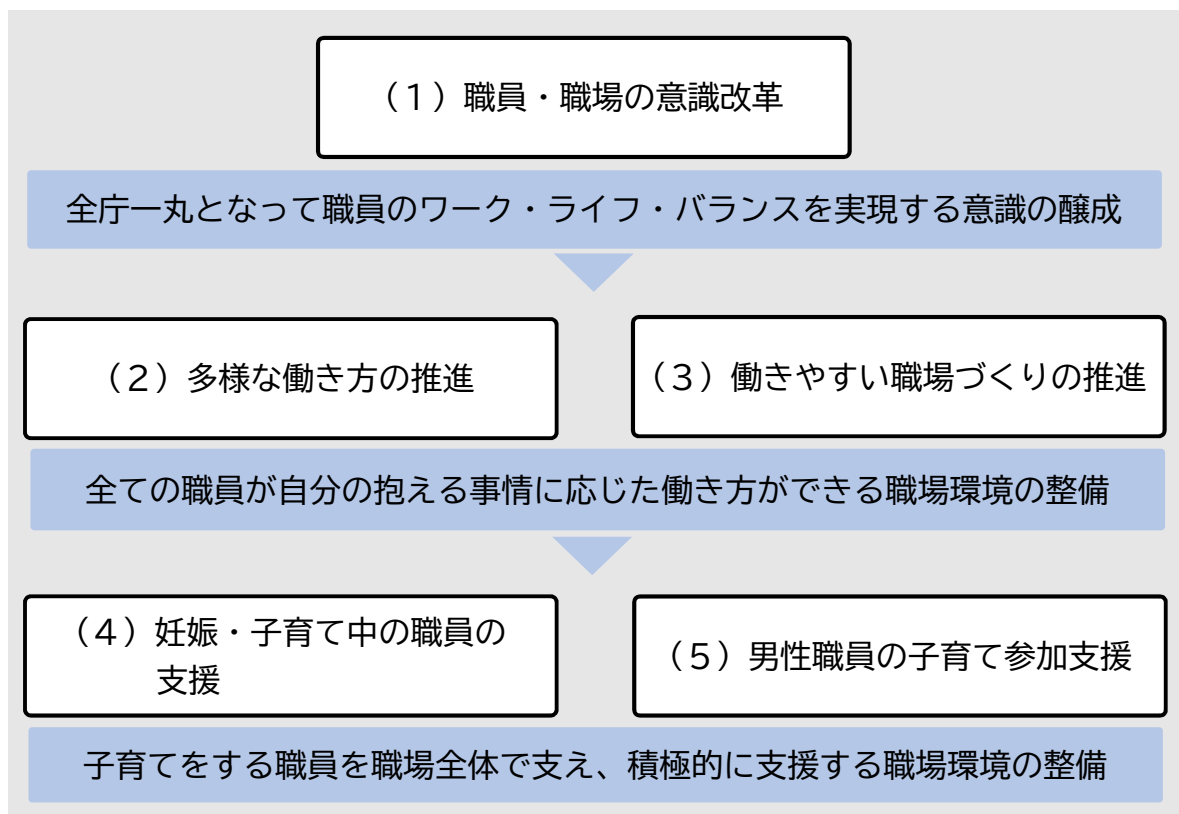 （１）職員・職場の意識改革
全庁一丸となって職員のワーク・ライフ・バランスを実現する意識の醸成
（２）多様な働き方の推進
（３）働きやすい職場づくりの推進
全ての職員が自分の抱える事情に応じた働き方ができる職場環境の整備
（４）妊娠・子育て中の職員の
支援
（５）男性職員の子育て参加支援
子育てをする職員を職場全体で支え、積極的に支援する職場環境の整備